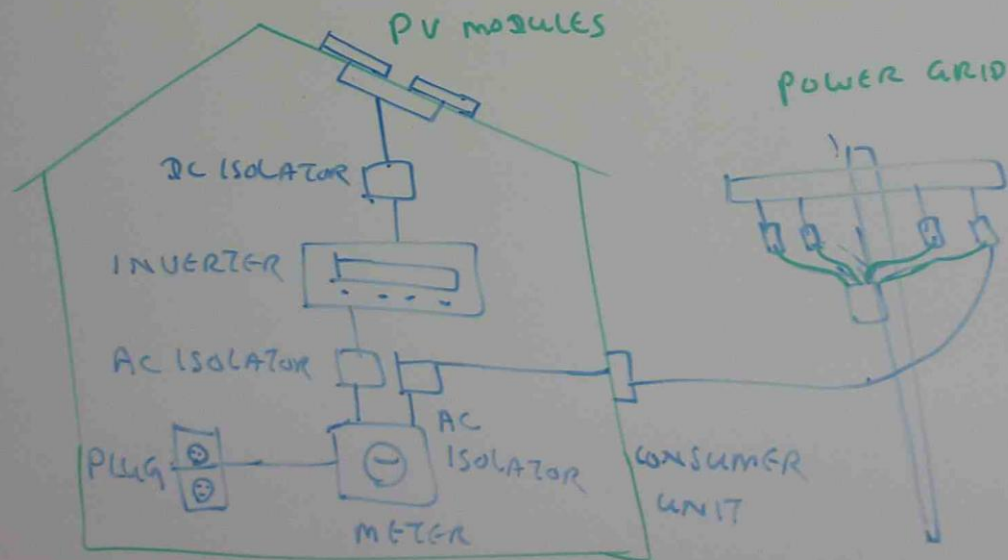 PV MODULES
POWER GRID
DC ISOLATOR
INVERTER
AC ISOLATOR
AC
ISOLATOR
PLUG
METER
CONSUMER
UNIT